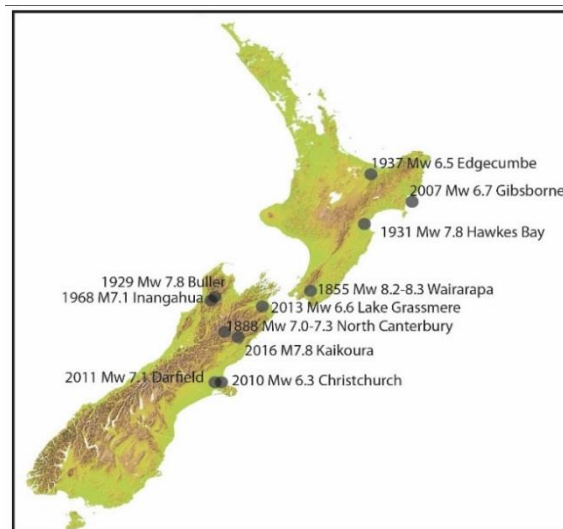 1937 Mw 6.5 Edgecumbe
2007 Mw 6.7 Gibsborne
1931 Mw 7.8 Hawkes Bay
1929 Mw 7.8 Buller
1855 Mw 8.2-8.3 Wairarapa
1968 M7.1 Inangahua
2013 Mw 6.6 Lake Grassmere
1888 Mw 7.0-7.3 North Canterbury
2016 M7.8 Kaikoura
2011 Mw 7.1 Darfield
2010 Mw 6.3 Christchurch